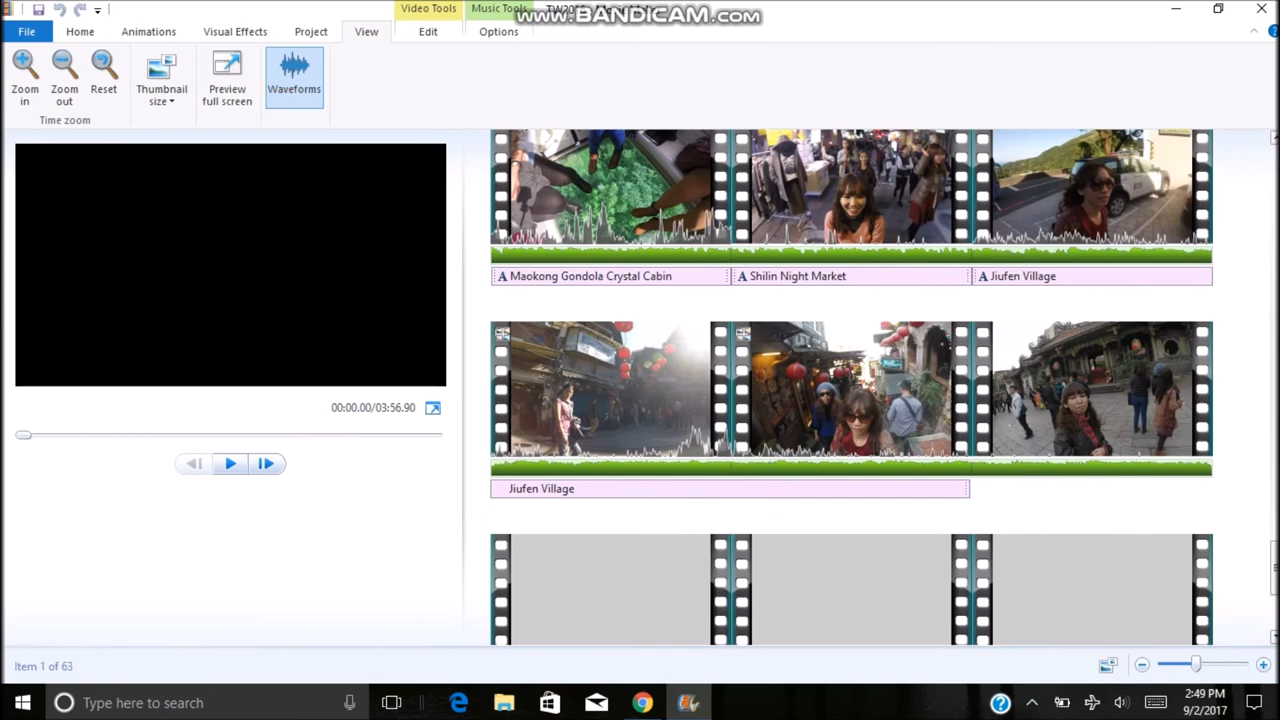 Video Tools
Music Tools
www.BANDICAM.com
File
Home
Animations
Visual Effects
Project
View
Edit
Options
Zoom in
Zoom out
Reset
Thumbnail size
Preview full screen
Waveforms
Time zoom
A Maokong Gondola Crystal Cabin
A Shilin Night Market
A Jiufen Village
00:00.00/03:56.90
Jiufen Village
Item 1 of 63
Type here to search
2:49 PM
9/2/2017